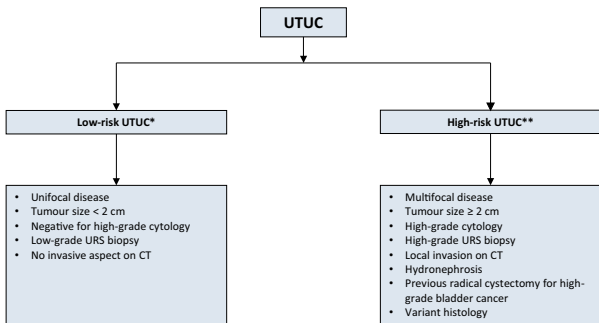 UTUC
Low-risk UTUC*
High-risk UTUC**
• Unifocal disease
• Tumour size < 2 cm
• Negative for high-grade cytology
• Low-grade URS biopsy
• No invasive aspect on CT
• Multifocal disease
• Tumour size ≥ 2 cm
• High-grade cytology
• High-grade URS biopsy
• Local invasion on CT
• Hydronephrosis
• Previous radical cystectomy for high-
grade bladder cancer
• Variant histology